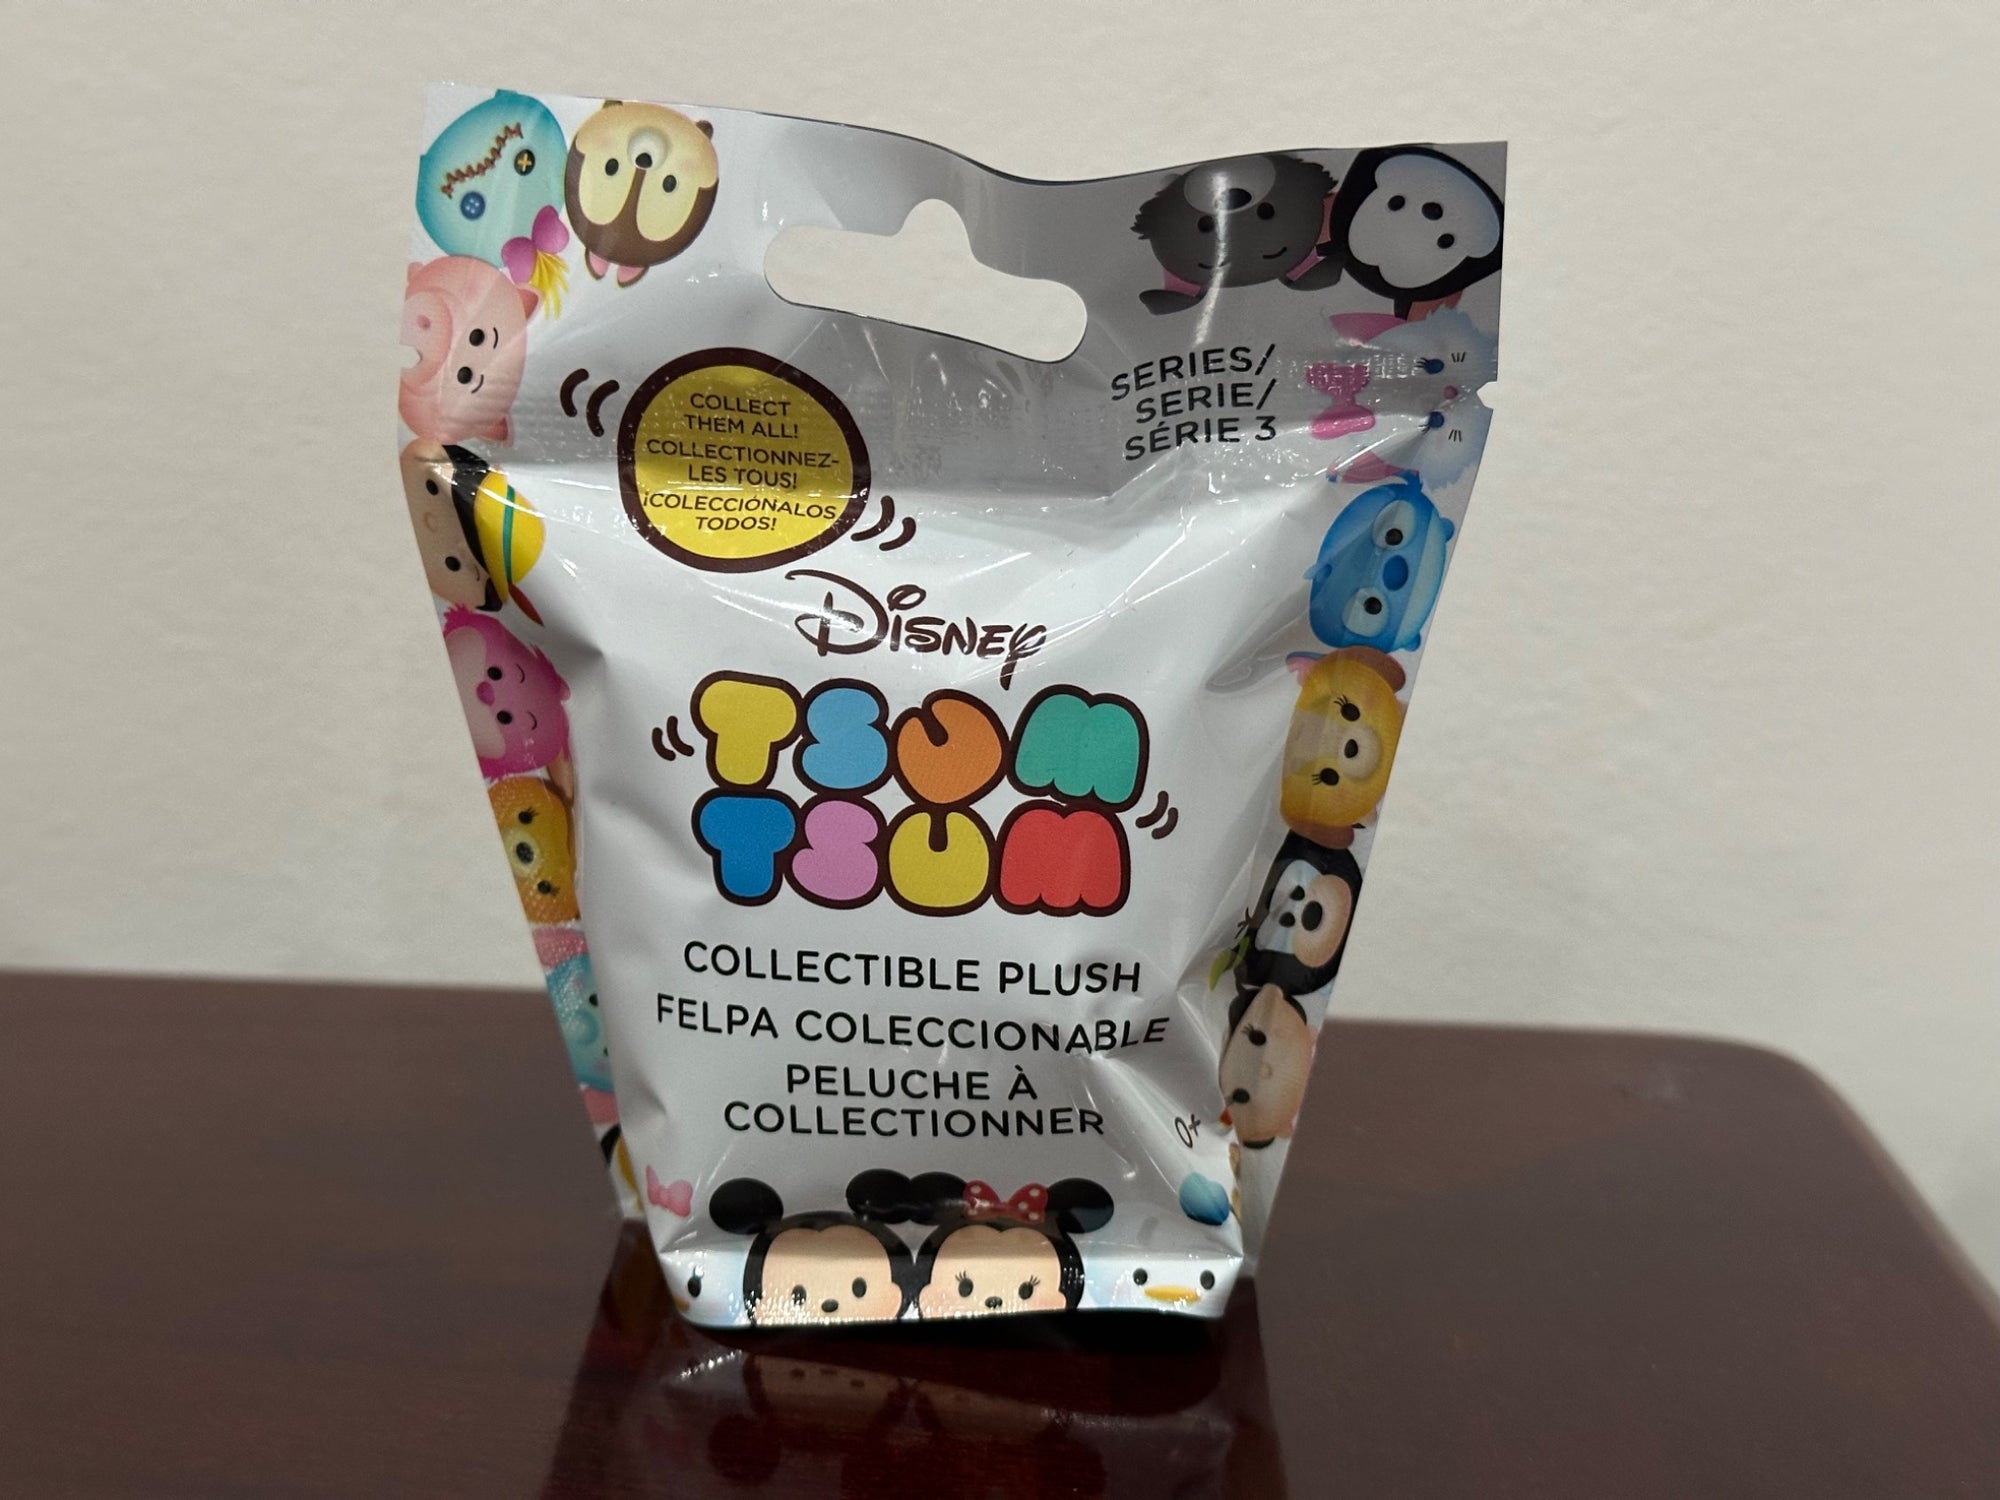 COLLECT
THEM ALL!
COLLECTIONNEZ-
LES TOUS!
¡COLECCIÓNALOS
TODOS!
SERIES/
SERIE/
SÉRIE 3
Disney
TSUM
TSUM
COLLECTIBLE PLUSH
FELPA COLECCIONABLE
PELUCHE À
COLLECTIONNER
0+